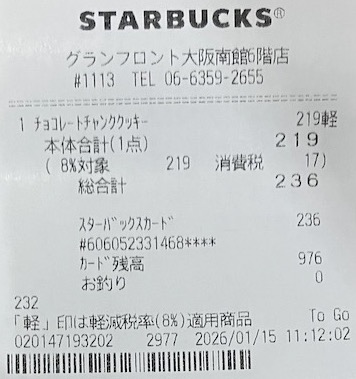 STARBUCKS®
グランフロント大阪南館6階店
#1113 TEL 06-6359-2655
1 チョコレートチャンククッキー 219軽
本体合計(1点) 219
( 8%対象 219 消費税 17)
総合計 236
スターバックスカード 236
#606052331468****
カード残高 976
お釣り 0
232
「軽」印は軽減税率(8%)適用商品 To Go
020147193202 2977 2026/01/15 11:12:02